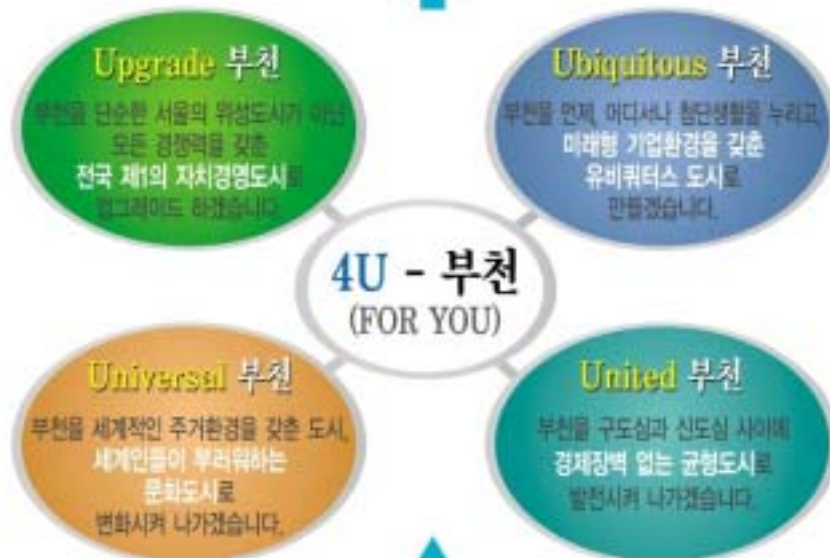 Upgrade 부천
부천을 단순한 서울의 위성도시가 아닌
모든 경쟁력을 갖춘
전국 제1의 자치경영도시로
업그레이드 하겠습니다.
Ubiquitous 부천
부천을 언제, 어디서나 첨단생활을 누리고,
미래형 기업환경을 갖춘
유비쿼터스 도시로
만들겠습니다.
4U - 부천
(FOR YOU)
Universal 부천
부천을 세계적인 주거환경을 갖춘 도시,
세계인들이 부러워하는
문화도시로
변화시켜 나가겠습니다.
United 부천
부천을 구도심과 신도심 사이에
경제장벽 없는 균형도시로
발전시켜 나가겠습니다.